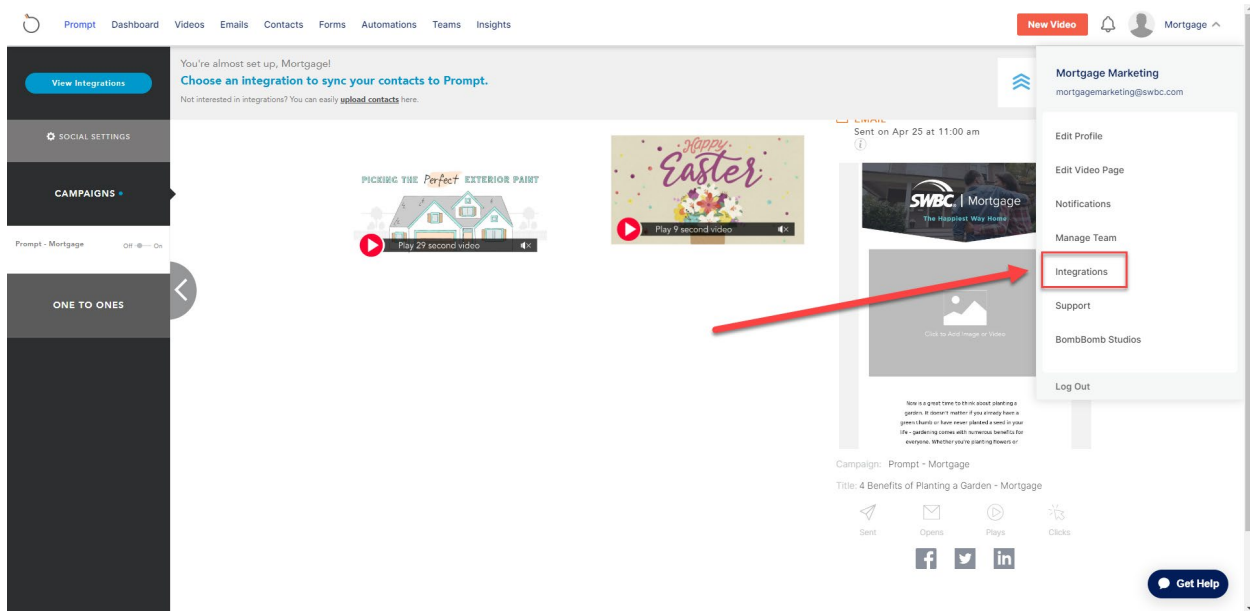 Prompt Dashboard Videos Emails Contacts Forms Automations Teams Insights
New Video
Mortgage
View Integrations
You're almost set up, Mortgage!
Choose an integration to sync your contacts to Prompt.
Not interested in integrations? You can easily upload contacts here.
Mortgage Marketing
mortgagemarketing@swbc.com
Edit Profile
Edit Video Page
Notifications
Manage Team
Integrations
Support
BombBomb Studios
Log Out
SOCIAL SETTINGS
CAMPAIGNS
Prompt - Mortgage Off On
ONE TO ONES
PICKING THE Perfect EXTERIOR PAINT
Play 29 second video
Happy
Easter
Play 9 second video
EMAIL
Sent on Apr 25 at 11:00 am
SWBC | Mortgage
The Happiest Way Home
Click to Add Image or Video
Now is a great time to think about planting a
garden. It doesn't matter if you already have a
green thumb or have never planted a seed in your
life - gardening comes with numerous benefits for
everyone. Whether you're planting flowers or
Campaign: Prompt - Mortgage
Title: 4 Benefits of Planting a Garden - Mortgage
Sent Opens Plays Clicks
Get Help